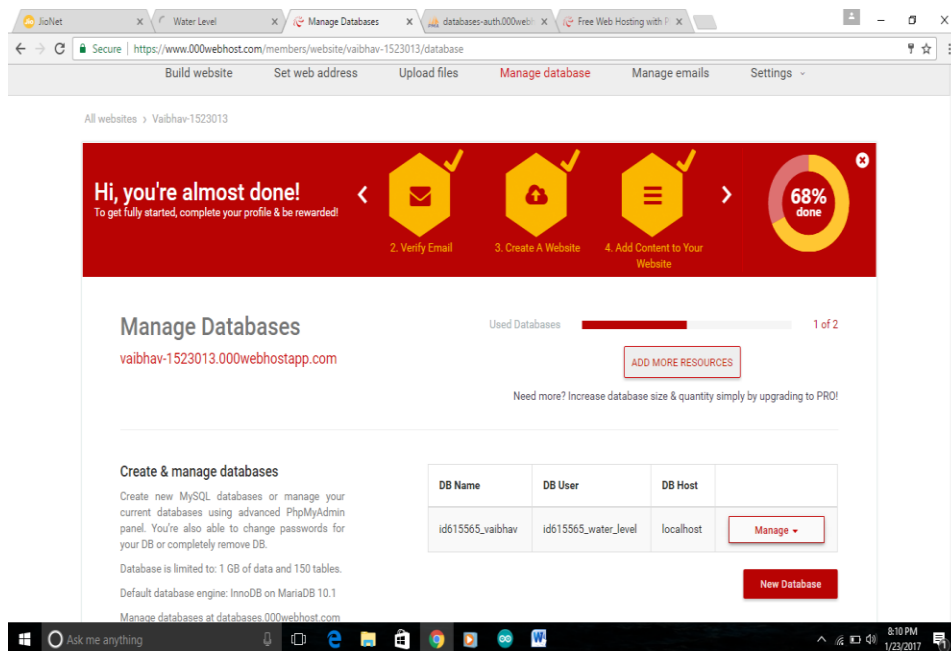 JioNet
Water Level
Manage Databases
databases-auth.000webh
Free Web Hosting with P
Secure | https://www.000webhost.com/members/website/vaibhav-1523013/database
Build website Set web address Upload files Manage database Manage emails Settings
All websites › Vaibhav-1523013
Hi, you're almost done!
To get fully started, complete your profile & be rewarded!
2. Verify Email
3. Create A Website
4. Add Content to Your
Website
68%
done
Manage Databases
vaibhav-1523013.000webhostapp.com
Used Databases 1 of 2
ADD MORE RESOURCES
Need more? Increase database size & quantity simply by upgrading to PRO!
Create & manage databases
Create new MySQL databases or manage your
current databases using advanced PhpMyAdmin
panel. You're also able to change passwords for
your DB or completely remove DB.
Database is limited to: 1 GB of data and 150 tables.
Default database engine: InnoDB on MariaDB 10.1
Manage databases at databases.000webhost.com
DB Name DB User DB Host
id615565_vaibhav id615565_water_level localhost Manage
New Database
Ask me anything
8:10 PM
1/23/2017